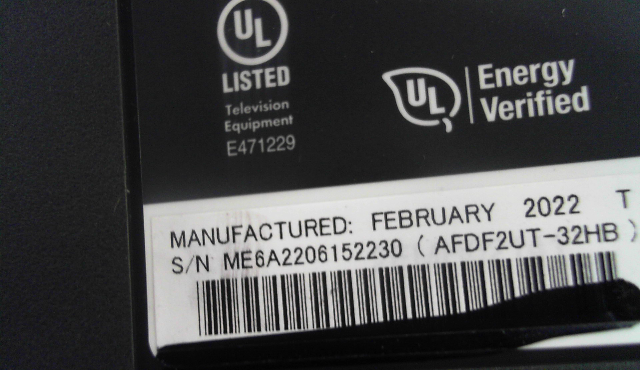 UL
LISTED
Television
Equipment
E471229
UL
Energy
Verified
MANUFACTURED: FEBRUARY 2022 T
S/N ME6A2206152230 ( AFDF2UT-32HB )